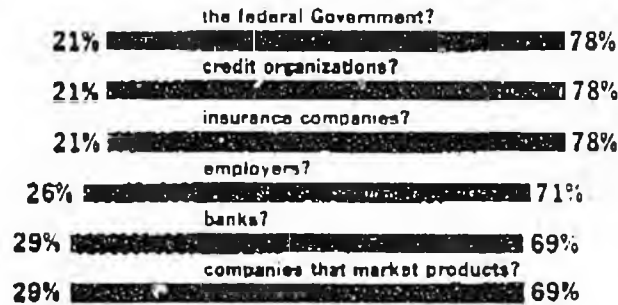 the federal Government?
21% 78%
credit organizations?
21% 78%
insurance companies?
21% 78%
employers?
26% 71%
banks?
29% 69%
companies that market products?
29% 69%